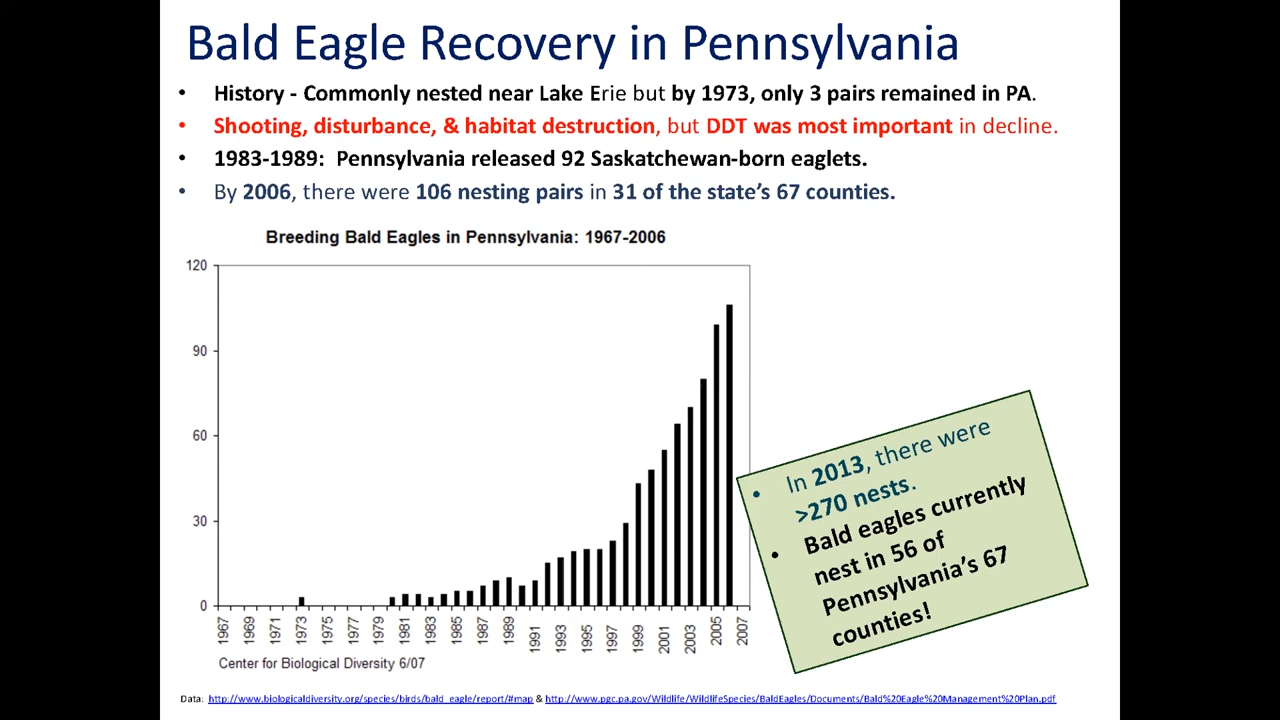 Bald Eagle Recovery in Pennsylvania
• History - Commonly nested near Lake Erie but by 1973, only 3 pairs remained in PA.
• Shooting, disturbance, & habitat destruction, but DDT was most important in decline.
• 1983-1989: Pennsylvania released 92 Saskatchewan-born eaglets.
• By 2006, there were 106 nesting pairs in 31 of the state's 67 counties.
Breeding Bald Eagles in Pennsylvania: 1967-2006
120
90
60
30
0
1967 1969 1971 1973 1975 1977 1979 1981 1983 1985 1987 1989 1991 1993 1995 1997 1999 2001 2003 2005 2007
Center for Biological Diversity 6/07
• In 2013, there were
>270 nests.
• Bald eagles currently
nest in 56 of
Pennsylvania's 67
counties!
Data: http://www.biologicaldiversity.org/species/birds/bald_eagle/report/#map & http://www.pgc.pa.gov/Wildlife/WildlifeSpecies/BaldEagles/Documents/Bald%20Eagle%20Management%20Plan.pdf